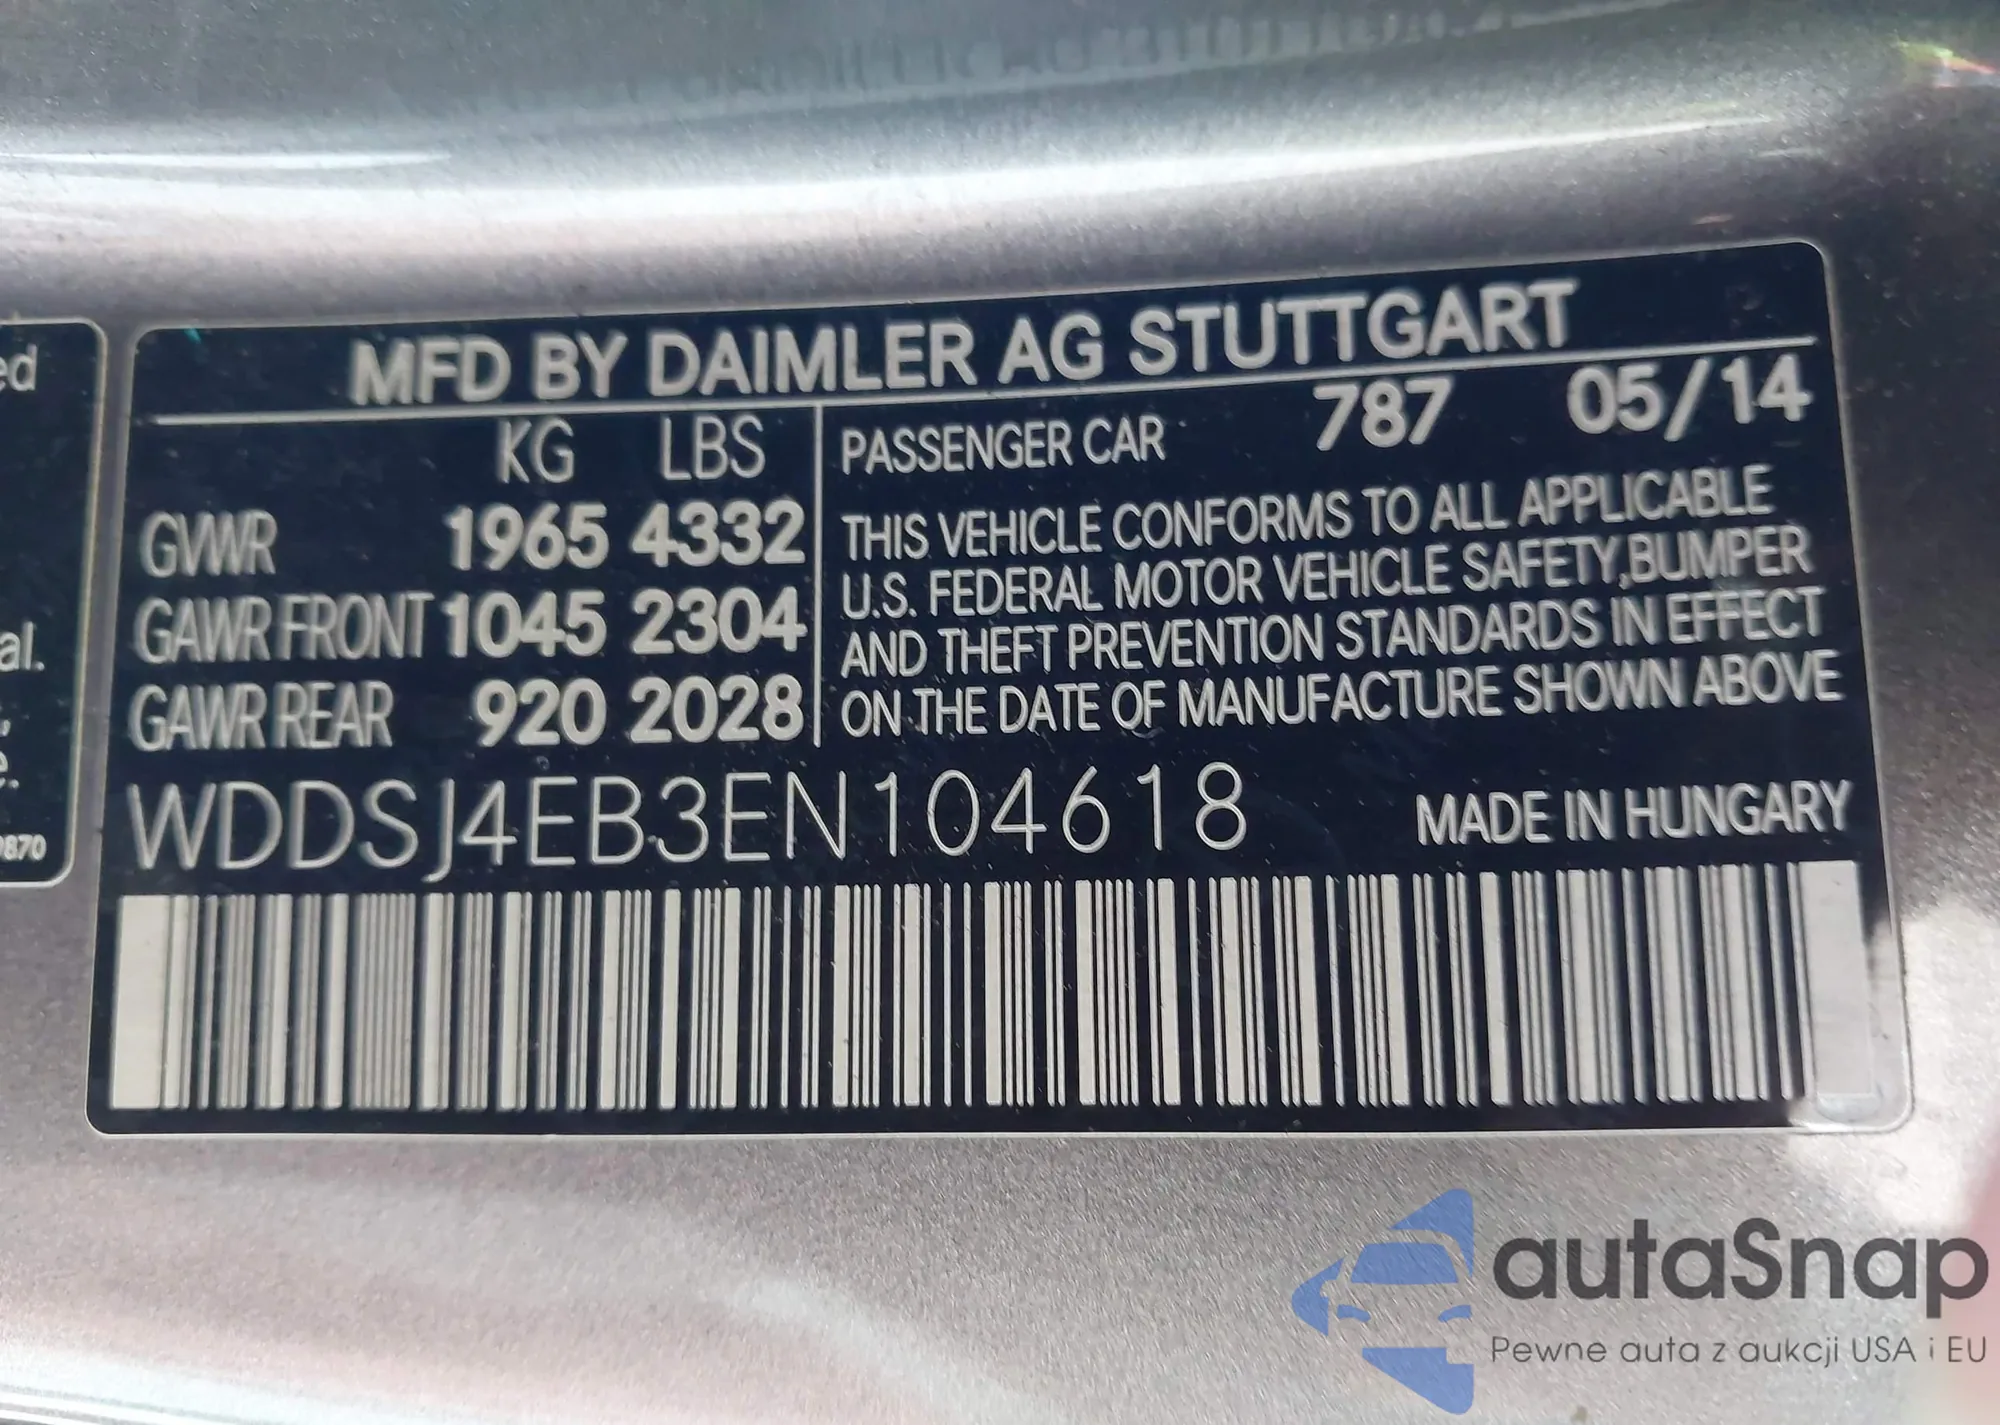 ed
al.
e.
9870
MFD BY DAIMLER AG STUTTGART
KG LBS
GVWR 1965 4332
GAWR FRONT 1045 2304
GAWR REAR 920 2028
PASSENGER CAR 787 05/14
THIS VEHICLE CONFORMS TO ALL APPLICABLE
U.S. FEDERAL MOTOR VEHICLE SAFETY,BUMPER
AND THEFT PREVENTION STANDARDS IN EFFECT
ON THE DATE OF MANUFACTURE SHOWN ABOVE
WDDSJ4EB3EN104618 MADE IN HUNGARY
autaSnap
Pewne auta z aukcji USA i EU